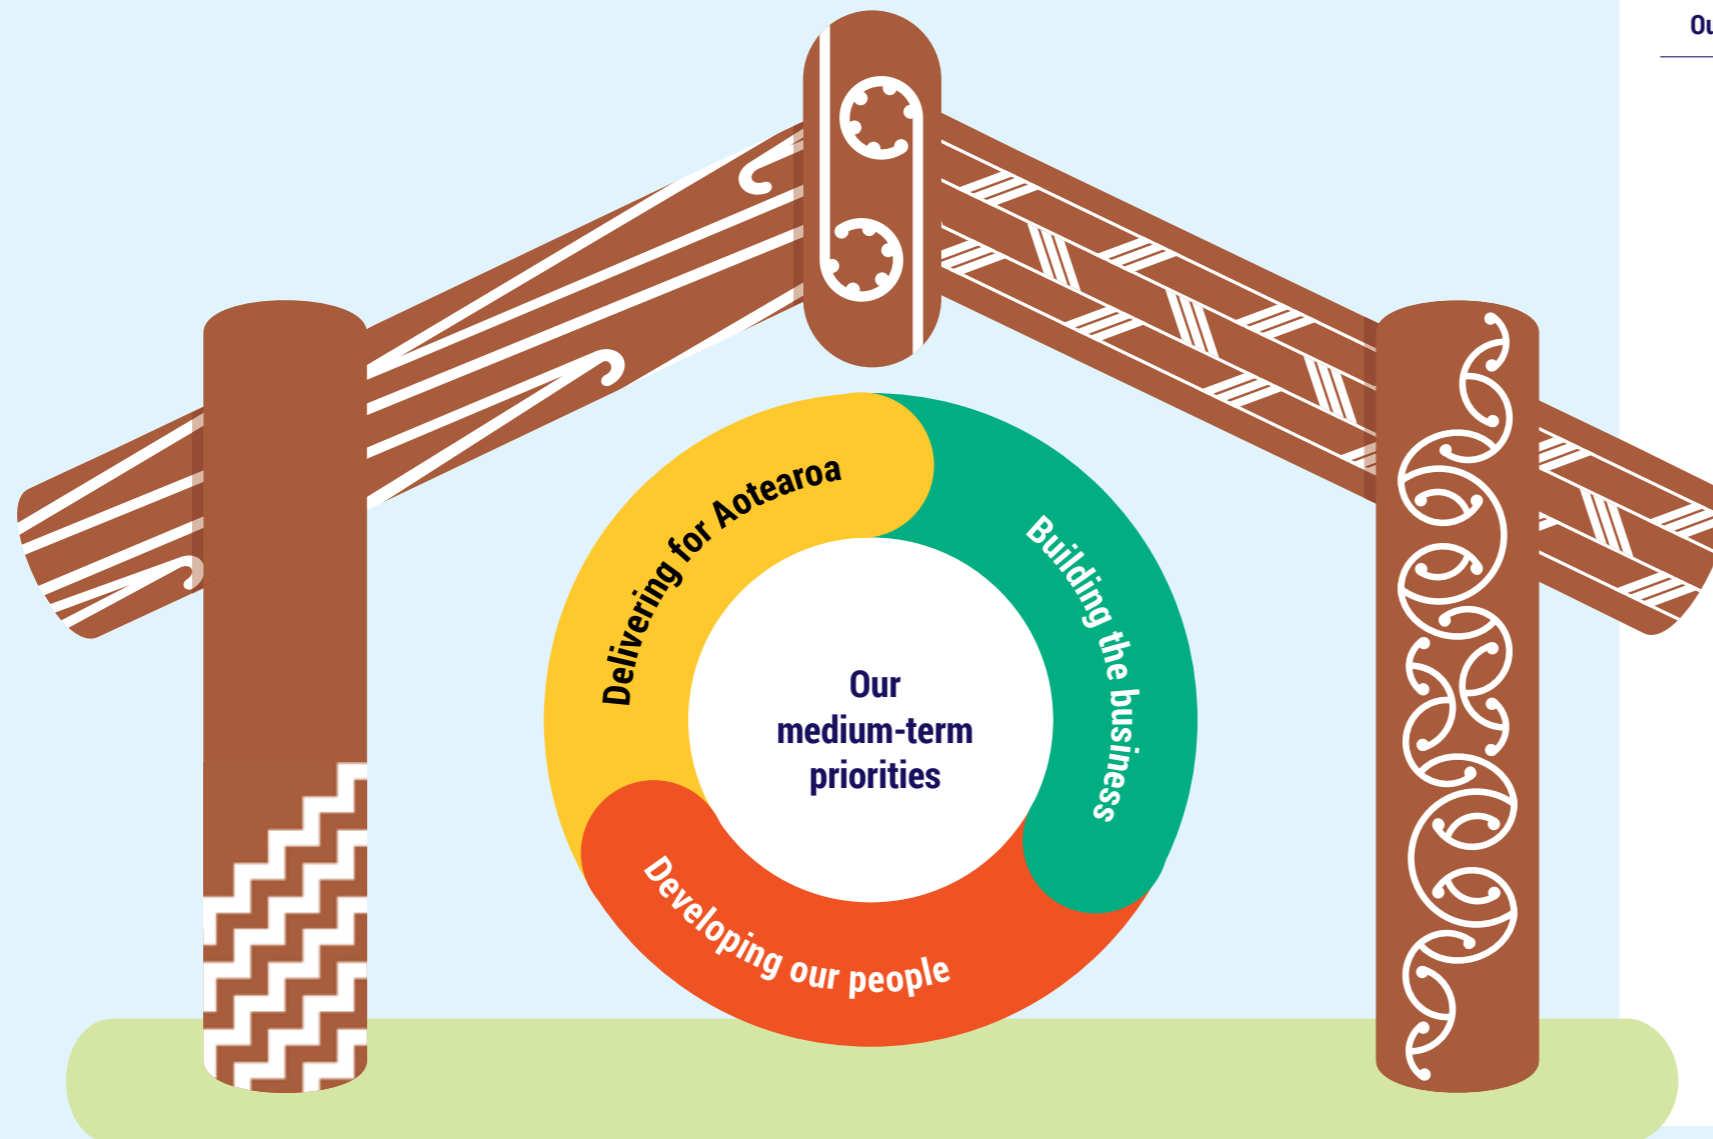 Delivering for Aotearoa
Building the business
Our
medium-term
priorities
Developing our people